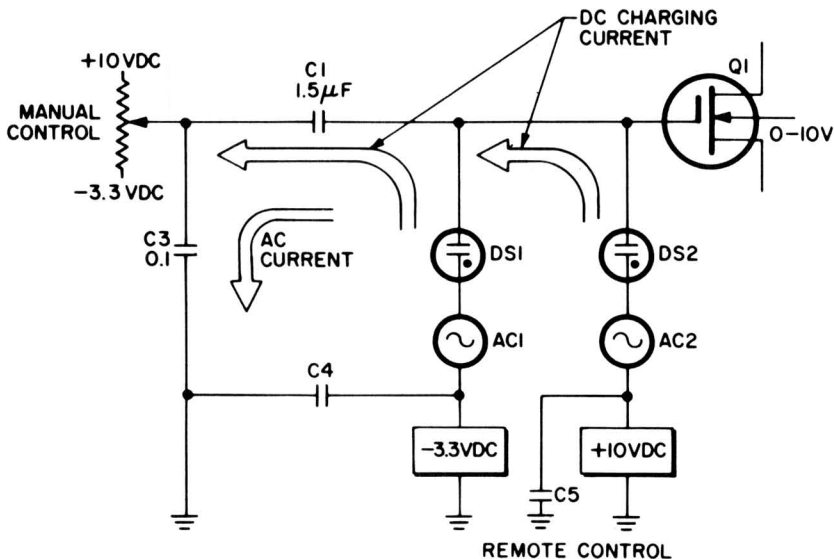 DC CHARGING
CURRENT
+10VDC
C1
1.5µF
Q1
MANUAL
CONTROL
0-10V
-3.3 VDC
C3
0.1
AC
CURRENT
DS1
DS2
AC1
AC2
C4
-3.3VDC
+10VDC
C5
REMOTE CONTROL